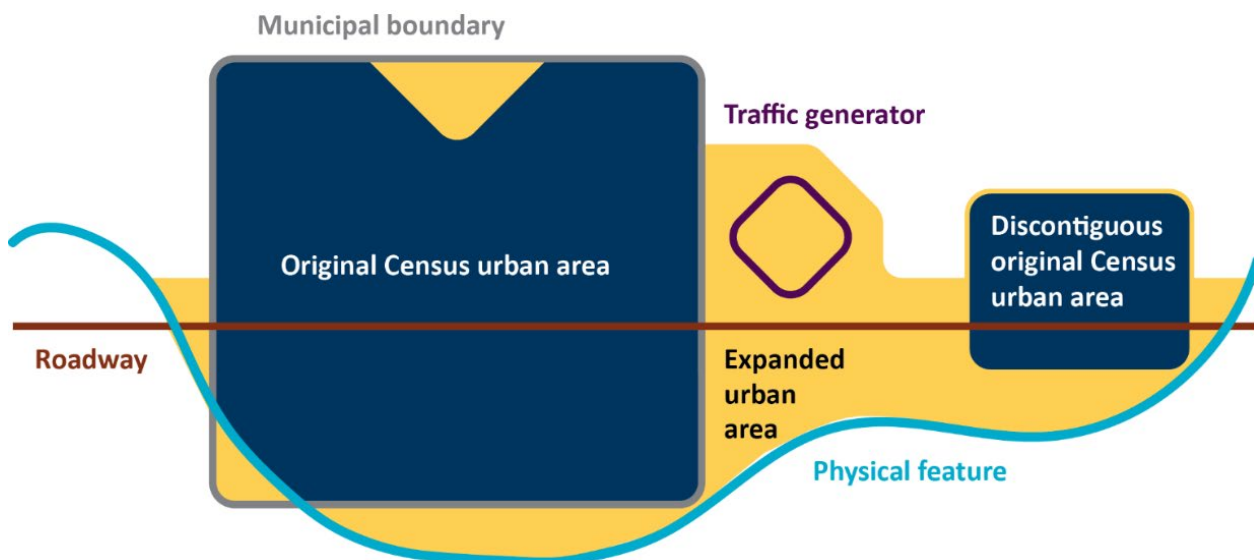 Municipal boundary
Traffic generator
Original Census urban area
Discontiguous
original Census
urban area
Roadway
Expanded
urban
area
Physical feature